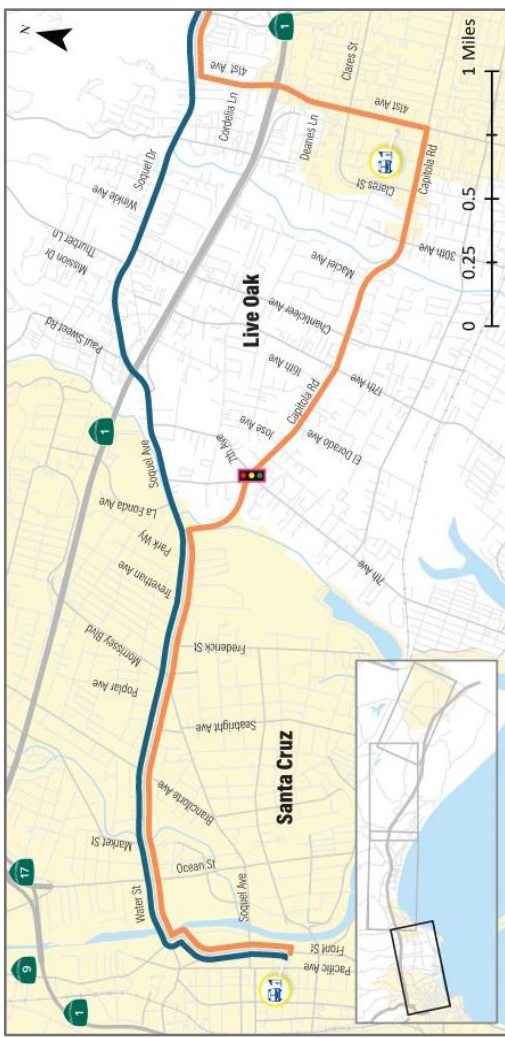 N
1
41st Ave
Cordelia Ln
Soquel Dr
Winkle Ave
Thurber Ln
Mission Dr
Paul Sweet Rd
Clares St
Deanes Ln
41st Ave
Clares St
Capitola Rd
30th Ave
Maciel Ave
Chanticleer Ave
Live Oak
16th Ave
17th Ave
Capitola Rd
Jose Ave
El Dorado Ave
7th Ave
7th Ave
1
Soquel Ave
La Fonda Ave
Park Wy
Trevethan Ave
Morrissey Blvd
Poplar Ave
Frederick St
Seabright Ave
Branciforte Ave
Santa Cruz
Market St
Ocean St
Water St
Soquel Ave
Front St
Pacific Ave
17
9
1
0 0.25 0.5 1 Miles